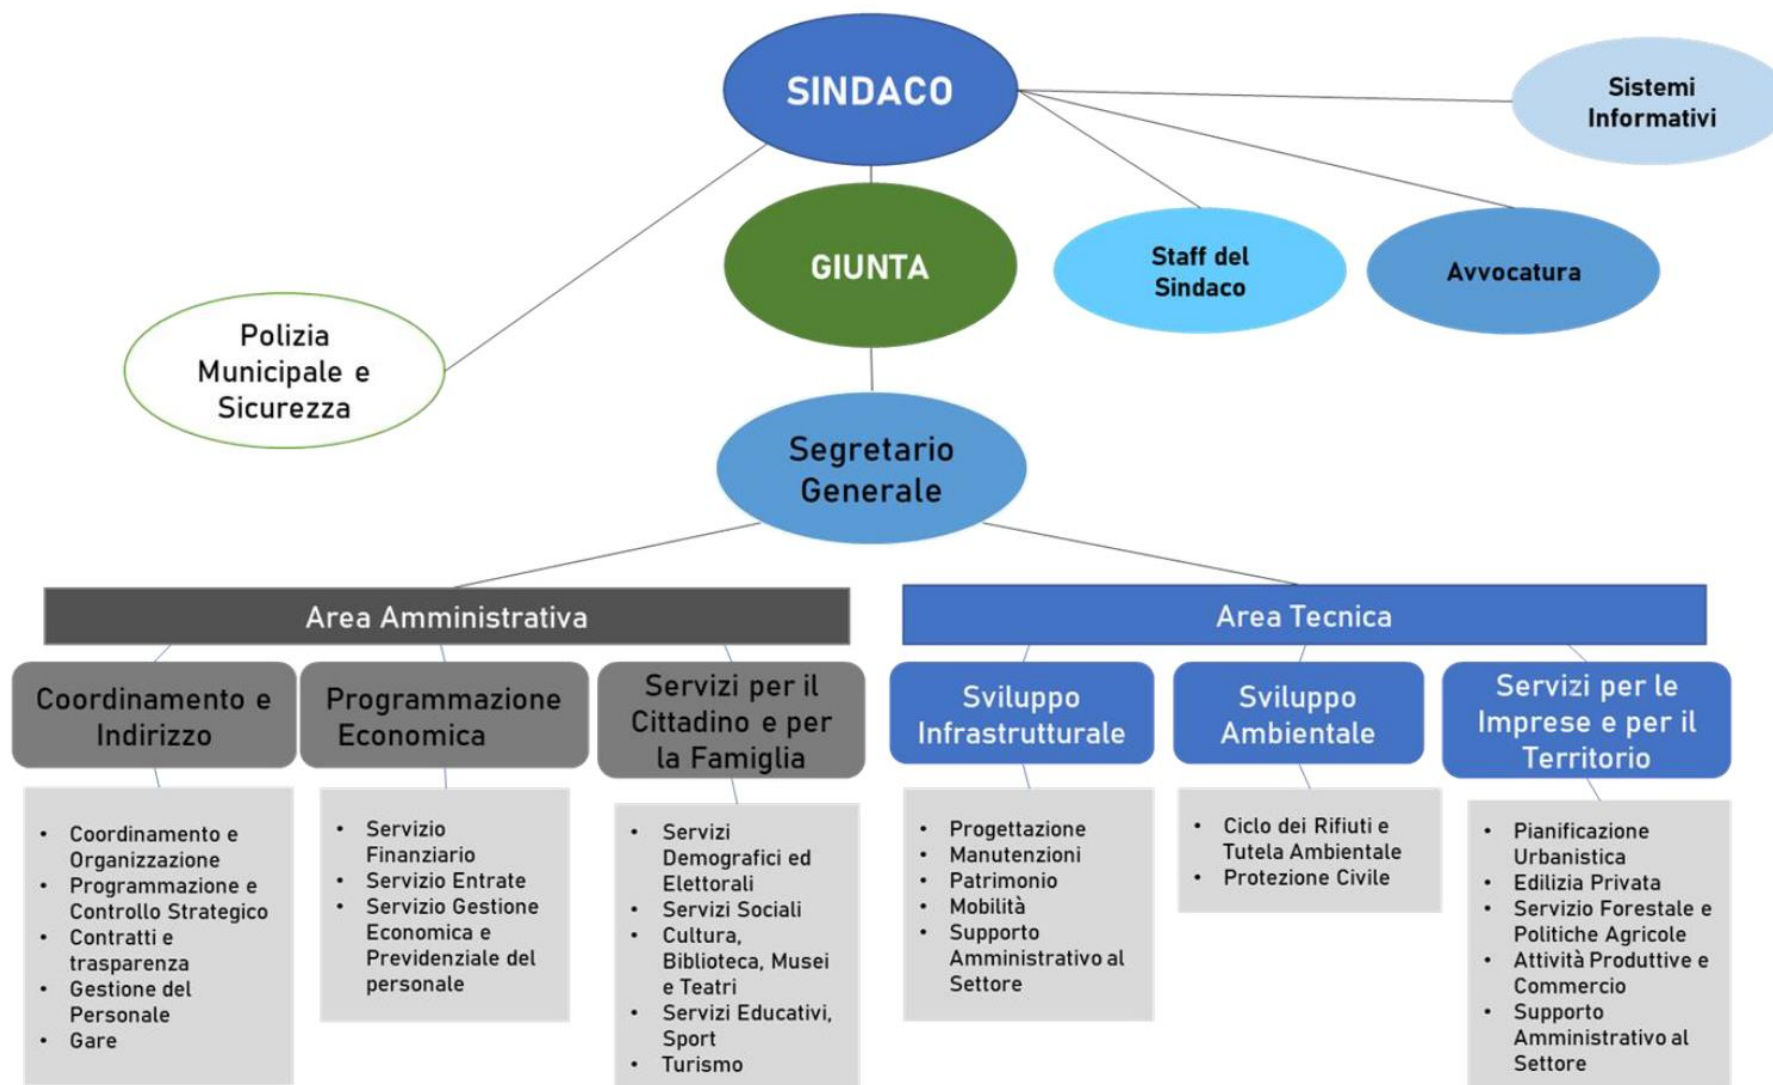 SINDACO
Sistemi
Informativi
GIUNTA
Staff del
Sindaco
Avvocatura
Polizia
Municipale e
Sicurezza
Segretario
Generale
Area Amministrativa
Area Tecnica
Coordinamento e
Indirizzo
Programmazione
Economica
Servizi per il
Cittadino e per
la Famiglia
Sviluppo
Infrastrutturale
Sviluppo
Ambientale
Servizi per le
Imprese e per il
Territorio
• Coordinamento e
Organizzazione
• Programmazione e
Controllo Strategico
• Contratti e
trasparenza
• Gestione del
Personale
• Gare
• Servizio
Finanziario
• Servizio Entrate
• Servizio Gestione
Economica e
Previdenziale del
personale
• Servizi
Demografici ed
Elettorali
• Servizi Sociali
• Cultura,
Biblioteca, Musei
e Teatri
• Servizi Educativi,
Sport
• Turismo
• Progettazione
• Manutenzioni
• Patrimonio
• Mobilità
• Supporto
Amministrativo al
Settore
• Ciclo dei Rifiuti e
Tutela Ambientale
• Protezione Civile
• Pianificazione
Urbanistica
• Edilizia Privata
• Servizio Forestale e
Politiche Agricole
• Attività Produttive e
Commercio
• Supporto
Amministrativo al
Settore